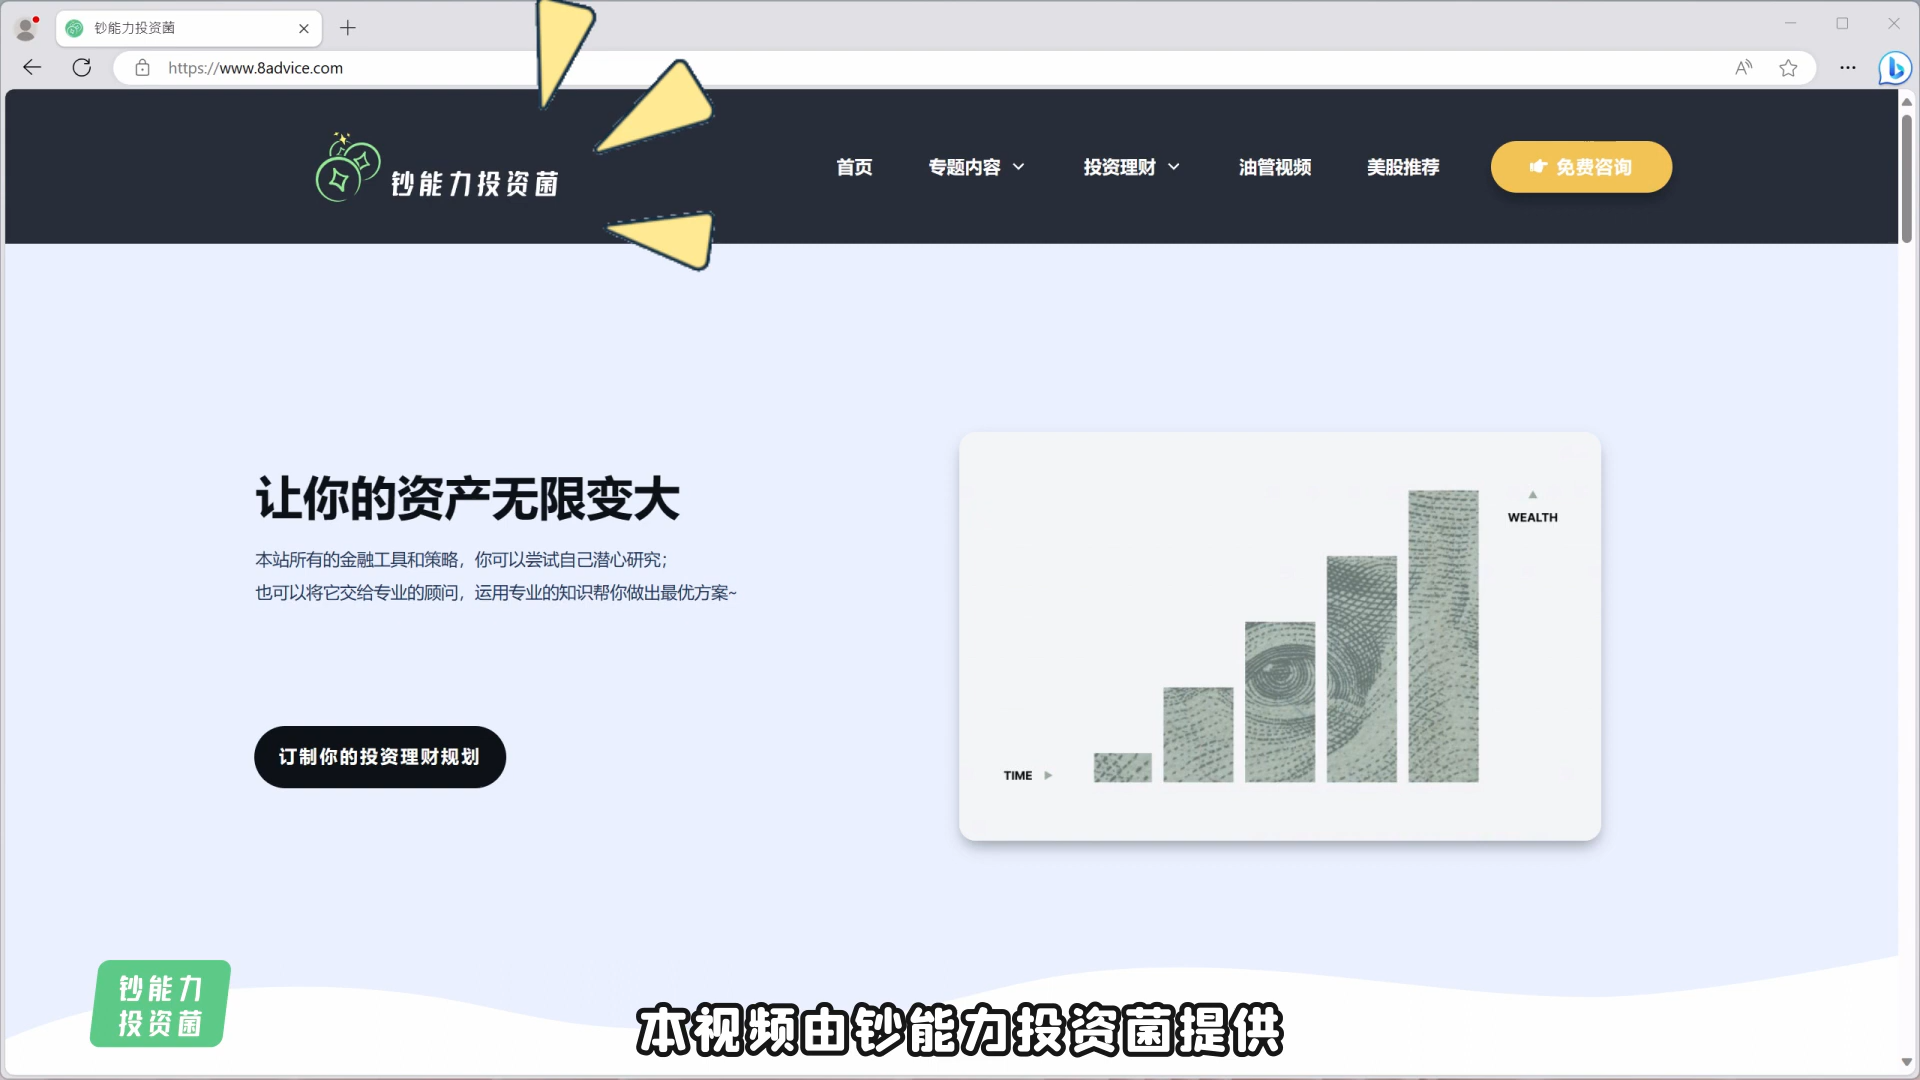 钞能力投资菌
https://www.8advice.com
钞能力投资菌
首页
专题内容
投资理财
油管视频
美股推荐
免费咨询
让你的资产无限变大
本站所有的金融工具和策略，你可以尝试自己潜心研究；
也可以将它交给专业的顾问，运用专业的知识帮你做出最优方案~
订制你的投资理财规划
WEALTH
TIME
钞能力
投资菌
本视频由钞能力投资菌提供